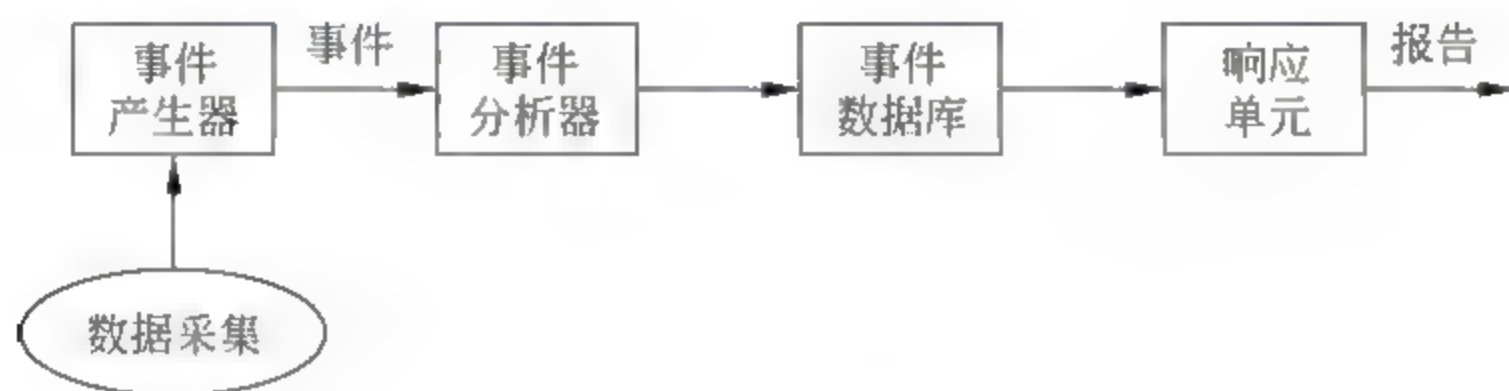 事件
产生器
事件
事件
分析器
事件
数据库
响应
单元
报告
数据采集